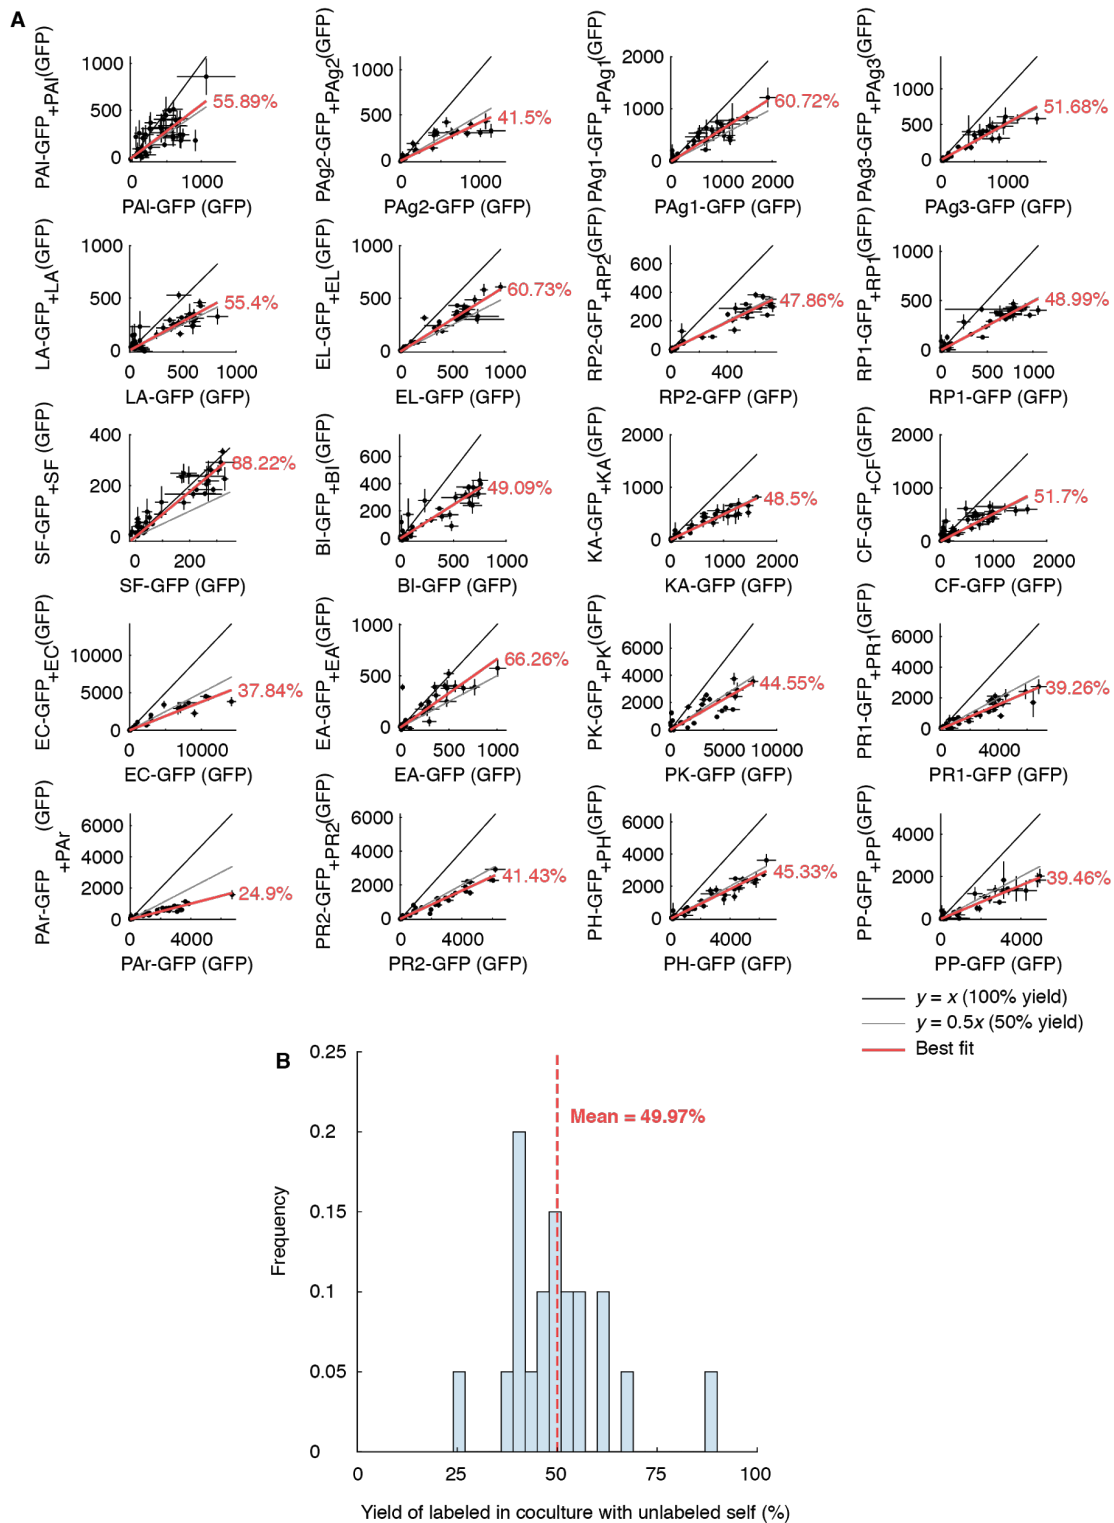 A
PAI-GFP+PAI(GFP)
1000
500
0
55.89%
0 1000
PAI-GFP (GFP)
PAg2-GFP+PAg2(GFP)
1000
500
0
41.5%
0 1000
PAg2-GFP (GFP)
PAg1-GFP+PAg1(GFP)
2000
1000
0
60.72%
0 1000 2000
PAg1-GFP (GFP)
PAg3-GFP+PAg3(GFP)
1000
500
0
51.68%
0 1000
PAg3-GFP (GFP)
LA-GFP+LA(GFP)
1000
500
0
55.4%
0 500 1000
LA-GFP (GFP)
EL-GFP+EL(GFP)
1000
500
0
60.73%
0 500 1000
EL-GFP (GFP)
RP2-GFP+RP2(GFP)
600
400
200
0
47.86%
0 400
RP2-GFP (GFP)
RP1-GFP+RP1(GFP)
1000
500
0
48.99%
0 500 1000
RP1-GFP (GFP)
SF-GFP+SF(GFP)
400
200
0
88.22%
0 200
SF-GFP (GFP)
BI-GFP+BI(GFP)
600
400
200
0
49.09%
0 500 1000
BI-GFP (GFP)
KA-GFP+KA(GFP)
2000
1000
0
48.5%
0 1000 2000
KA-GFP (GFP)
CF-GFP+CF(GFP)
2000
1000
0
51.7%
0 1000 2000
CF-GFP (GFP)
EC-GFP+EC(GFP)
10000
5000
0
37.84%
0 10000
EC-GFP (GFP)
EA-GFP+EA(GFP)
1000
500
0
66.26%
0 500 1000
EA-GFP (GFP)
PK-GFP+PK(GFP)
6000
4000
2000
0
44.55%
0 5000 10000
PK-GFP (GFP)
PR1-GFP+PR1(GFP)
6000
4000
2000
0
39.26%
0 4000
PR1-GFP (GFP)
PAr-GFP+PAr(GFP)
6000
4000
2000
0
24.9%
0 4000
PAr-GFP (GFP)
PR2-GFP+PR2(GFP)
6000
4000
2000
0
41.43%
0 4000
PR2-GFP (GFP)
PH-GFP+PH(GFP)
6000
4000
2000
0
45.33%
0 4000
PH-GFP (GFP)
PP-GFP+PP(GFP)
4000
2000
0
39.46%
0 4000
PP-GFP (GFP)
y = x (100% yield)
y = 0.5x (50% yield)
Best fit
B
0.25
0.2
0.15
0.1
0.05
0
Frequency
Mean = 49.97%
0 25 50 75 100
Yield of labeled in coculture with unlabeled self (%)